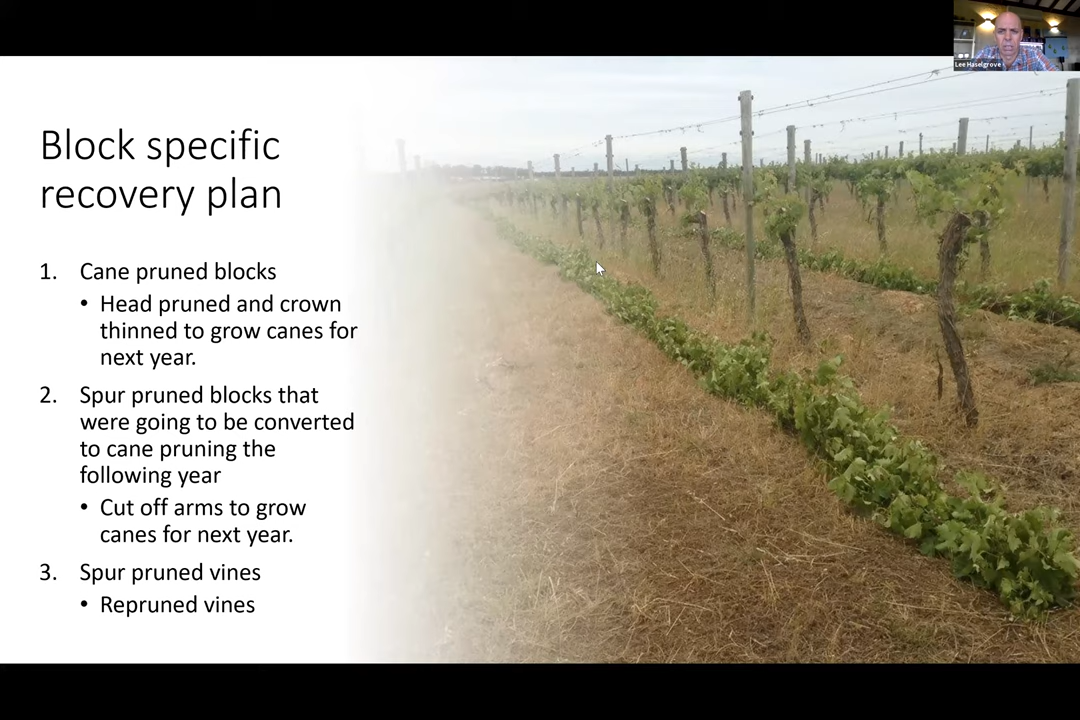 Lee Haselgrove
Block specific
recovery plan
1. Cane pruned blocks
• Head pruned and crown
thinned to grow canes for
next year.
2. Spur pruned blocks that
were going to be converted
to cane pruning the
following year
• Cut off arms to grow
canes for next year.
3. Spur pruned vines
• Repruned vines